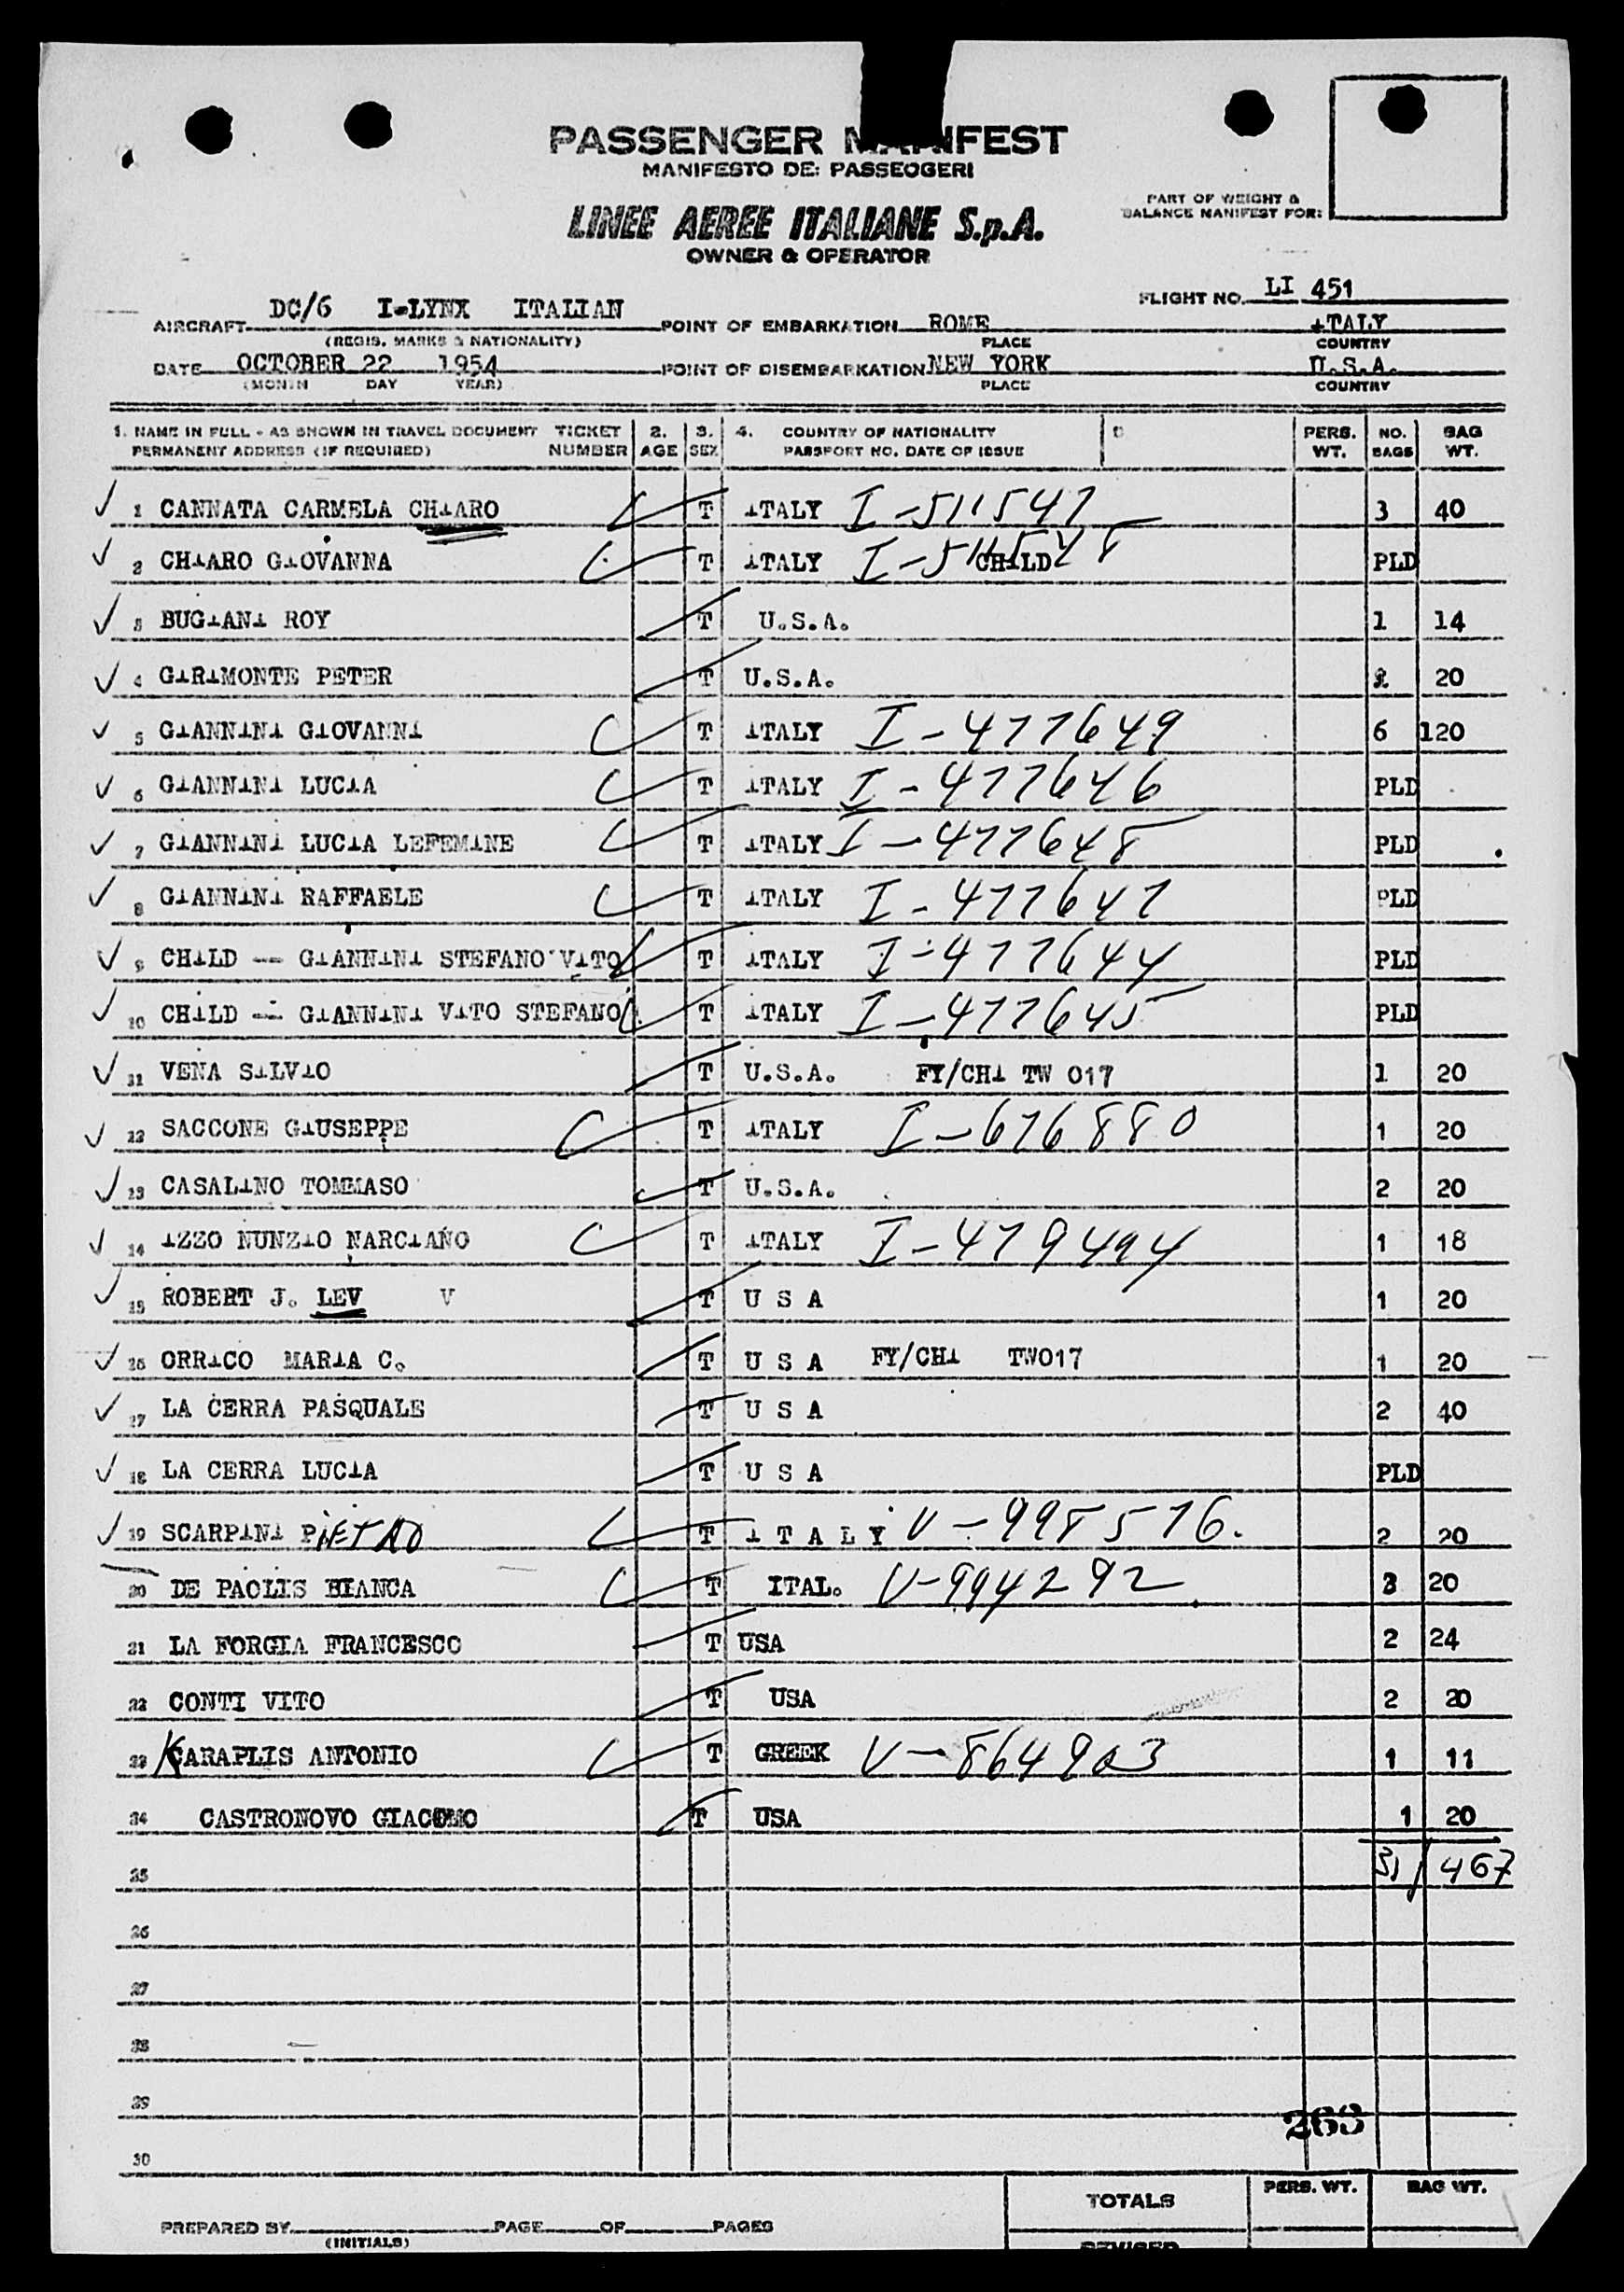 PASSENGER MANIFEST
MANIFESTO DE: PASSEOGERI
PART OF WEIGHT &
BALANCE MANIFEST FOR:
LINEE AEREE ITALIANE S.p.A.
OWNER & OPERATOR
FLIGHT NO. LI 451
AIRCRAFT DC/6 I-LYNX ITALIAN POINT OF EMBARKATION ROME ITALY
(REGIS. MARKS & NATIONALITY) PLACE COUNTRY
DATE OCTOBER 22 1954 POINT OF DISEMBARKATION NEW YORK U.S.A.
(MONTH DAY YEAR) PLACE COUNTRY
1. NAME IN FULL - AS SHOWN IN TRAVEL DOCUMENT TICKET 2. 3. 4. COUNTRY OF NATIONALITY PERS. NO. BAG
PERMANENT ADDRESS (IF REQUIRED) NUMBER AGE SEX PASSPORT NO. DATE OF ISSUE WT. BAGS WT.
1 CANNATA CARMELA CHIARO T ITALY I-511547 3 40
2 CHIARO GIOVANNA T ITALY I-511548 CHILD PLD
3 BUGIANI ROY T U.S.A. 1 14
4 GIRIMONTE PETER T U.S.A. 2 20
5 GIANNINI GIOVANNI T ITALY I-477649 6 120
6 GIANNINI LUCIA T ITALY I-477646 PLD
7 GIANNINI LUCIA LEFEMINE T ITALY I-477648 PLD
8 GIANNINI RAFFAELE T ITALY I-477647 PLD
9 CHILD -- GIANNINI STEFANO VITO T ITALY I-477644 PLD
10 CHILD -- GIANNINI VITO STEFANO T ITALY I-477645 PLD
11 VENA SILVIO T U.S.A. FY/CHI TW 017 1 20
12 SACCONE GIUSEPPE T ITALY I-676880 1 20
13 CASALINO TOMMASO T U.S.A. 2 20
14 IZZO NUNZIO NARCIANO T ITALY I-479494 1 18
15 ROBERT J. LEV V T U S A 1 20
16 ORRICO MARIA C. T U S A FY/CHI TW017 1 20
17 LA CERRA PASQUALE T U S A 2 40
18 LA CERRA LUCIA T U S A PLD
19 SCARPINI PIETRO T I T A L Y V-998576. 2 20
20 DE PAOLIS BIANCA T ITAL. V-994292 3 20
21 LA FORGIA FRANCESCO T USA 2 24
22 CONTI VITO T USA 2 20
23 KARAPLIS ANTONIO T GREEK V-864903 1 11
24 CASTRONOVO GIACOMO T USA 1 20
25 31/467
26
27
28
29
263
30
TOTALS PERS. WT. BAG WT.
PREPARED BY PAGE OF PAGES
(INITIALS) REVISED